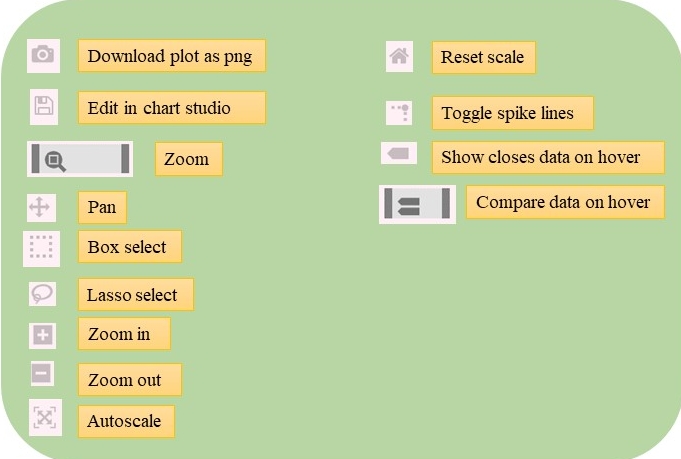 Download plot as png
Edit in chart studio
Zoom
Pan
Box select
Lasso select
Zoom in
Zoom out
Autoscale
Reset scale
Toggle spike lines
Show closes data on hover
Compare data on hover